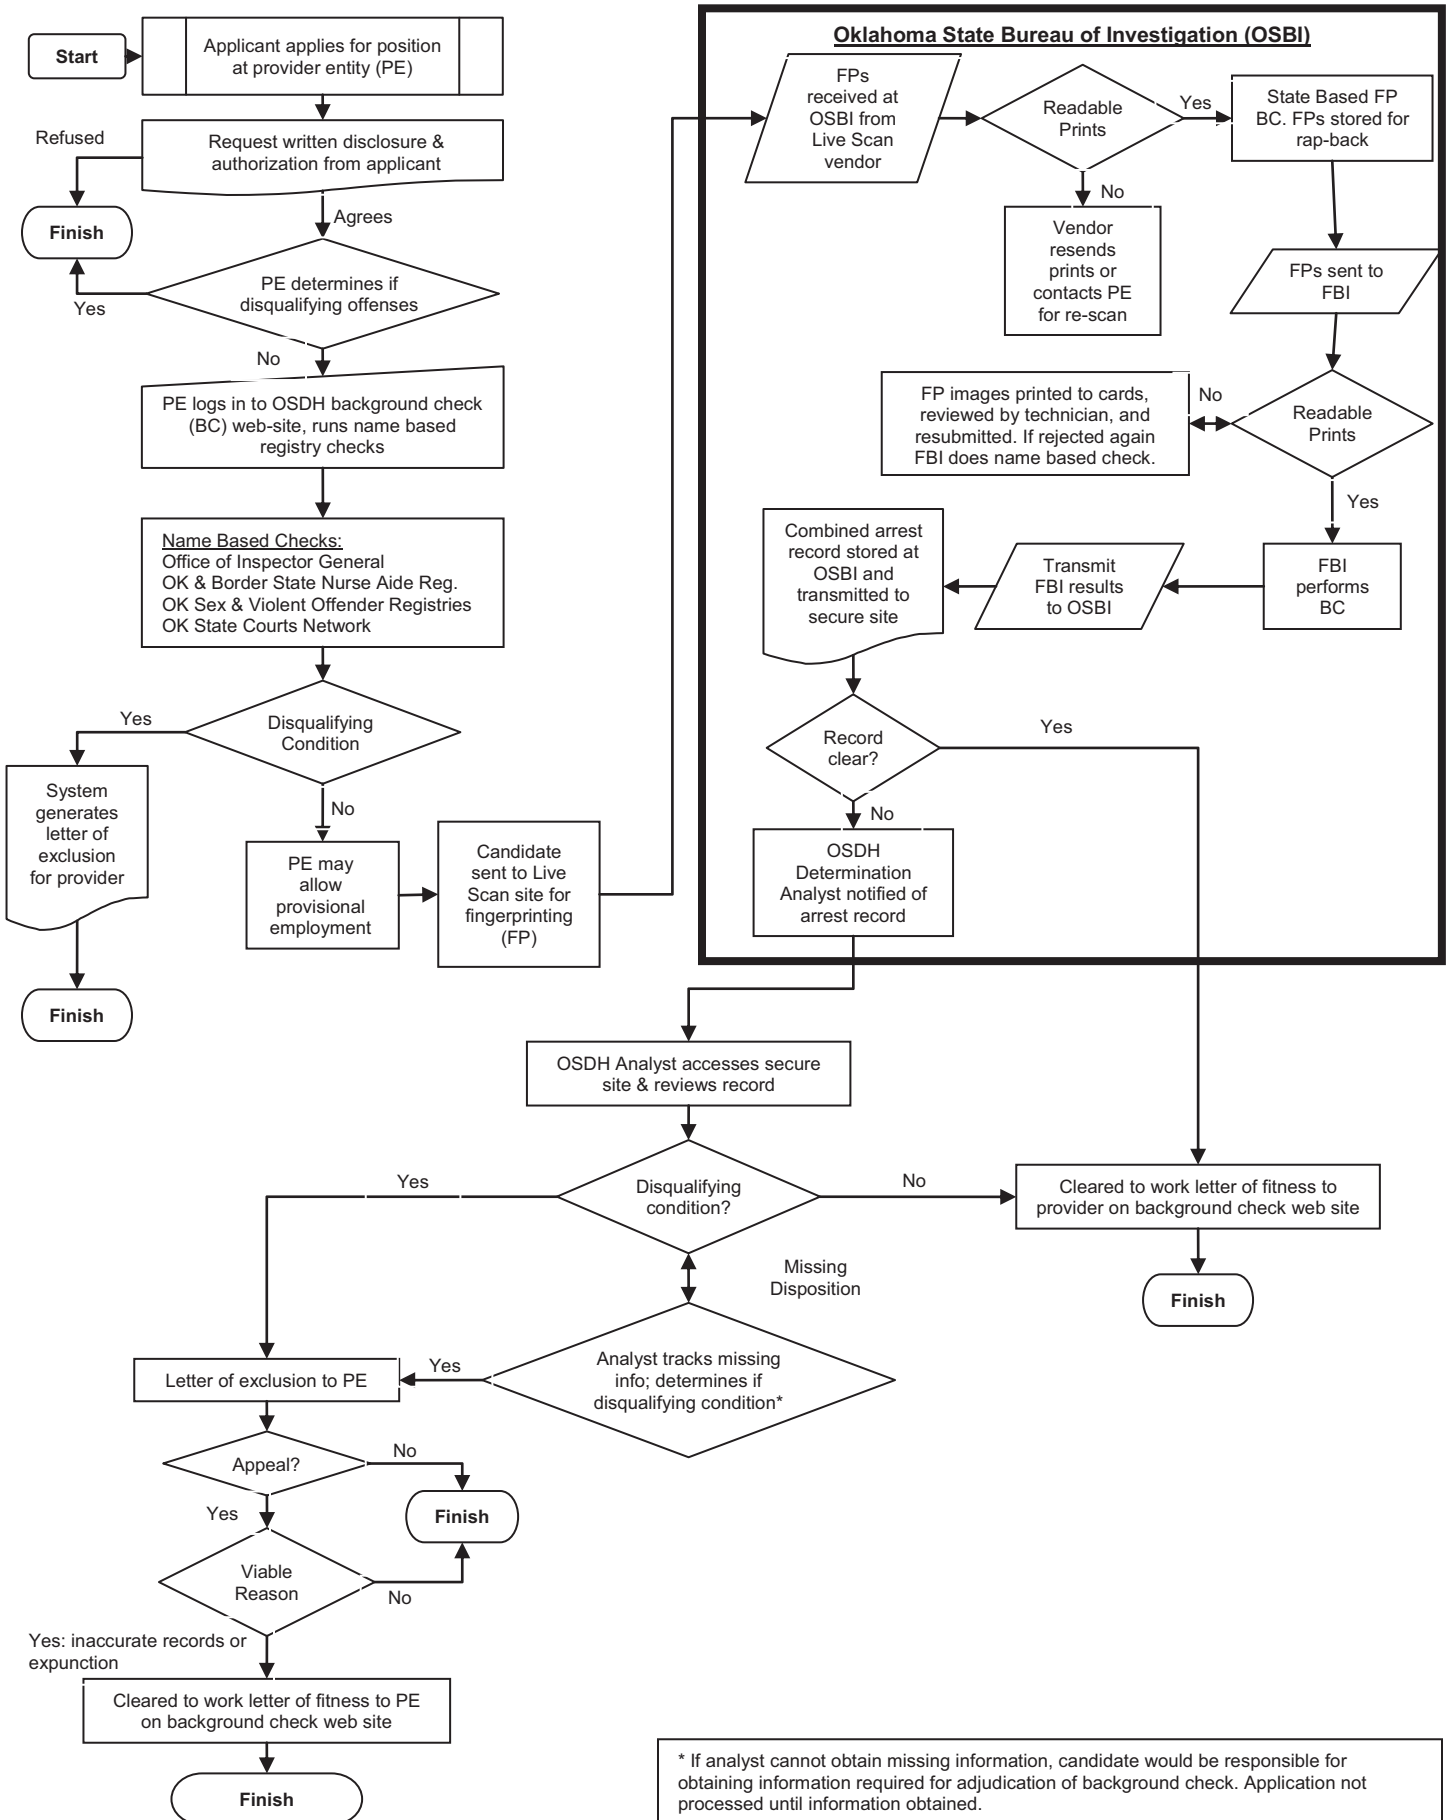 Start
Applicant applies for position
at provider entity (PE)
Refused
Request written disclosure &
authorization from applicant
Finish
Agrees
Yes
PE determines if
disqualifying offenses
No
PE logs in to OSDH background check
(BC) web-site, runs name based
registry checks
Name Based Checks:
Office of Inspector General
OK & Border State Nurse Aide Reg.
OK Sex & Violent Offender Registries
OK State Courts Network
Yes
Disqualifying
Condition
System
generates
letter of
exclusion
for provider
Finish
No
PE may
allow
provisional
employment
Candidate
sent to Live
Scan site for
fingerprinting
(FP)
Oklahoma State Bureau of Investigation (OSBI)
FPs
received at
OSBI from
Live Scan
vendor
Readable
Prints
Yes
State Based FP
BC. FPs stored for
rap-back
No
Vendor
resends
prints or
contacts PE
for re-scan
FPs sent to
FBI
FP images printed to cards,
reviewed by technician, and
resubmitted. If rejected again
FBI does name based check.
No
Readable
Prints
Yes
Combined arrest
record stored at
OSBI and
transmitted to
secure site
Transmit
FBI results
to OSBI
FBI
performs
BC
Record
clear?
Yes
No
OSDH
Determination
Analyst notified of
arrest record
OSDH Analyst accesses secure
site & reviews record
Yes
Disqualifying
condition?
No
Cleared to work letter of fitness to
provider on background check web site
Missing
Disposition
Finish
Letter of exclusion to PE
Yes
Analyst tracks missing
info; determines if
disqualifying condition*
Appeal?
No
Yes
Finish
Viable
Reason
No
Yes: inaccurate records or
expunction
Cleared to work letter of fitness to PE
on background check web site
Finish
* If analyst cannot obtain missing information, candidate would be responsible for
obtaining information required for adjudication of background check. Application not
processed until information obtained.